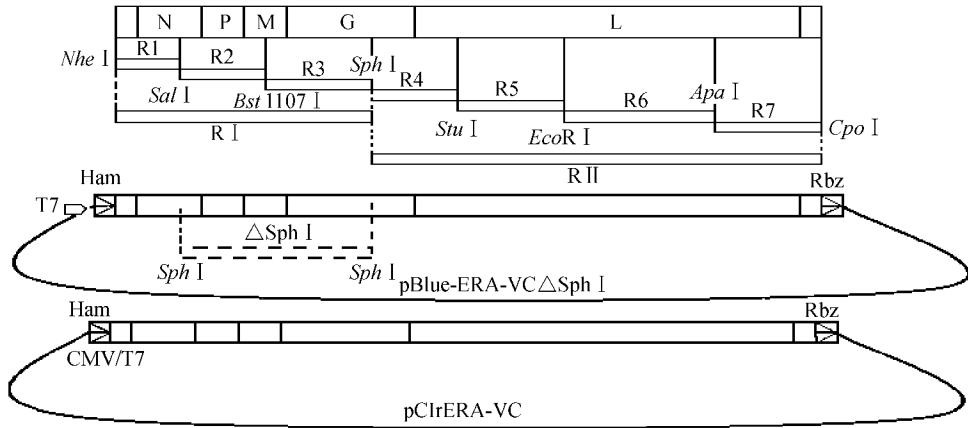 N P M G L
Nhe Ⅰ R1 R2 R3 Sph Ⅰ R4 R5 R6 Apa Ⅰ R7
Sal Ⅰ Bst 1107 Ⅰ Stu Ⅰ EcoR Ⅰ Cpo Ⅰ
R Ⅰ
R Ⅱ
Ham Rbz
T7
△Sph Ⅰ
Sph Ⅰ Sph Ⅰ
pBlue-ERA-VC△Sph Ⅰ
Ham Rbz
CMV/T7
pCIrERA-VC